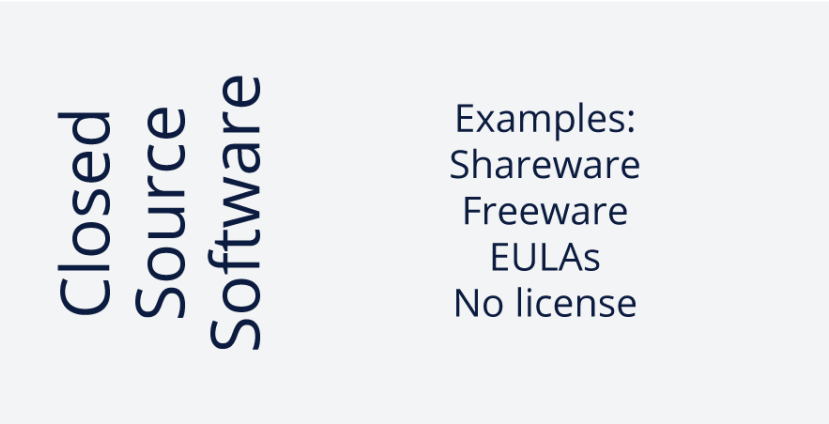 Closed
Source
Software
Examples:
Shareware
Freeware
EULAs
No license